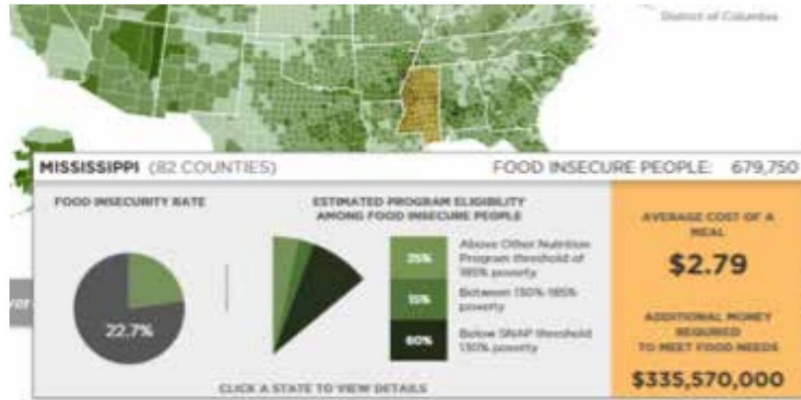 District of Columbia
MISSISSIPPI (82 COUNTIES)
FOOD INSECURE PEOPLE: 679,750
FOOD INSECURITY RATE
22.7%
ESTIMATED PROGRAM ELIGIBILITY
AMONG FOOD INSECURE PEOPLE
25%
Above Other Nutrition
Program threshold of
185% poverty
15%
Between 130%-185%
poverty
60%
Below SNAP threshold
130% poverty
CLICK A STATE TO VIEW DETAILS
AVERAGE COST OF A
MEAL
$2.79
ADDITIONAL MONEY
REQUIRED
TO MEET FOOD NEEDS
$335,570,000